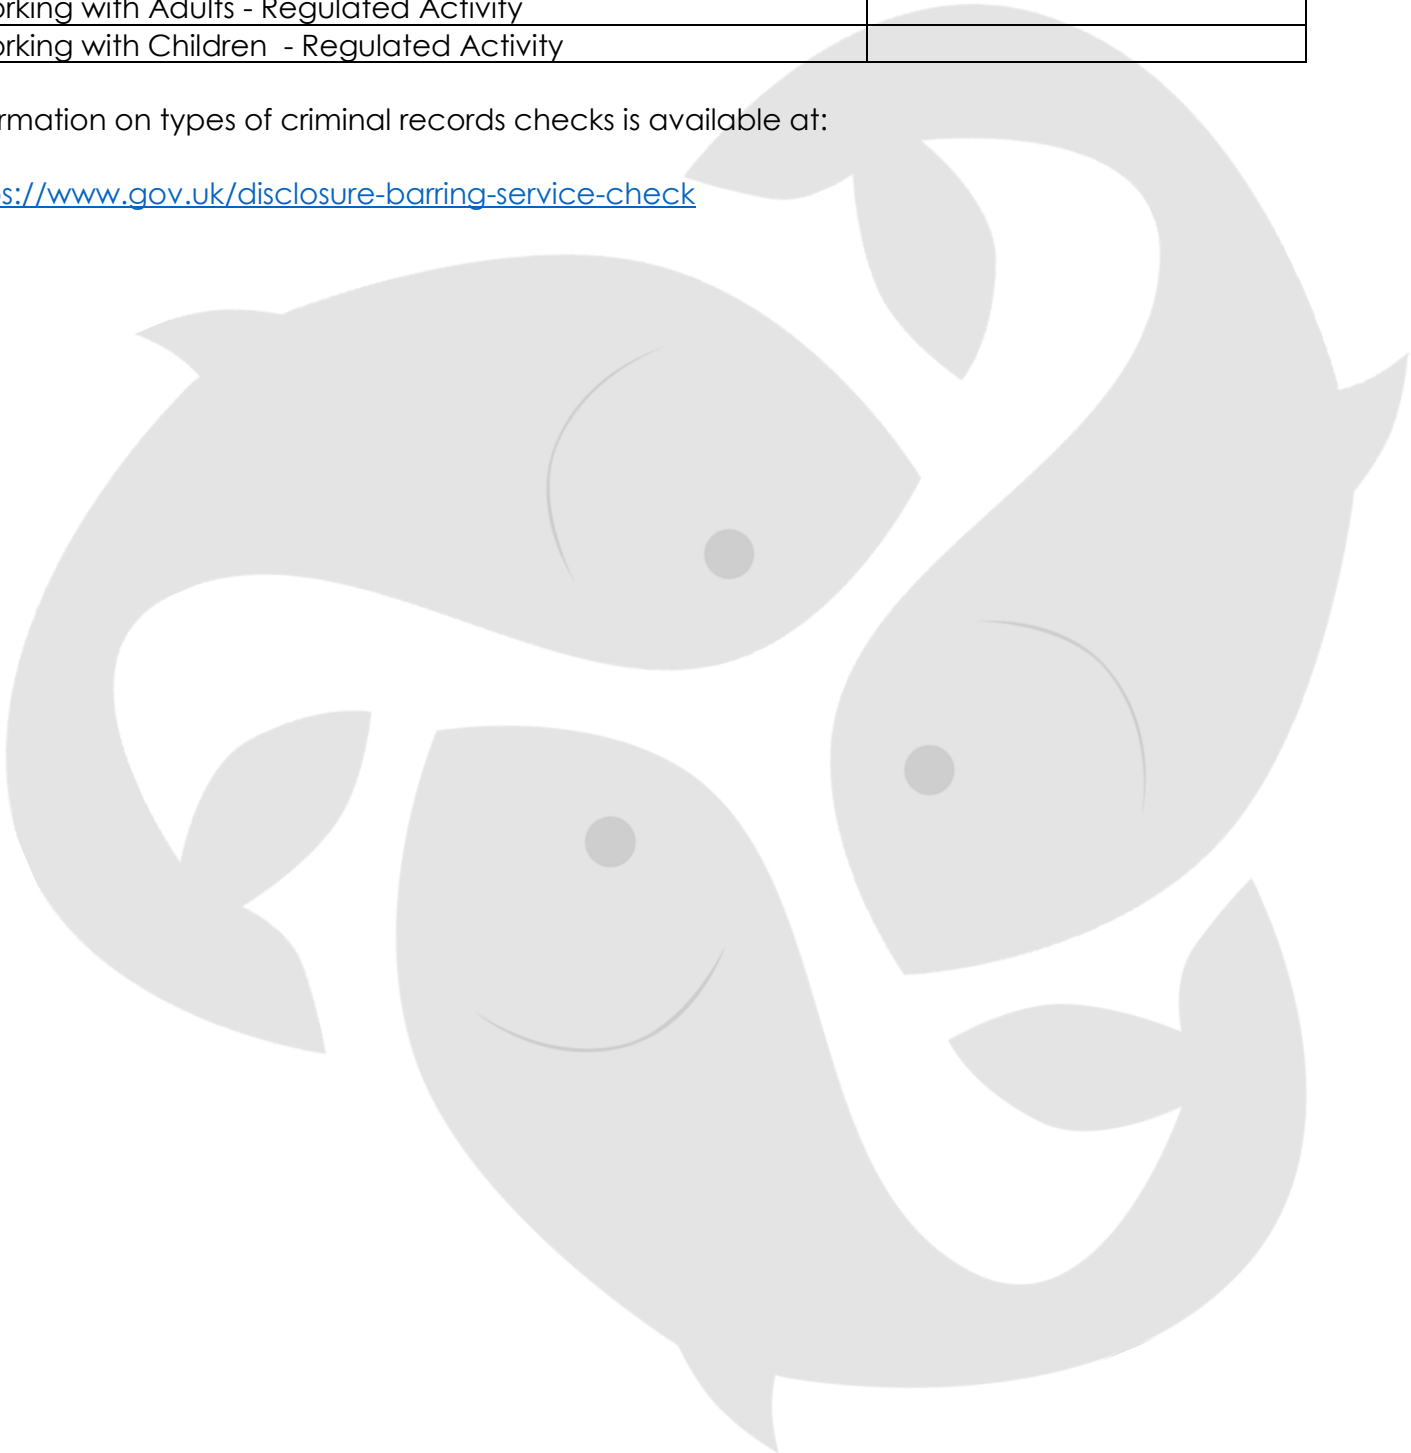 orking with Adults - Regulated Activity
orking with Children  - Regulated Activity
rmation on types of criminal records checks is available at:
s://www.gov.uk/disclosure-barring-service-check